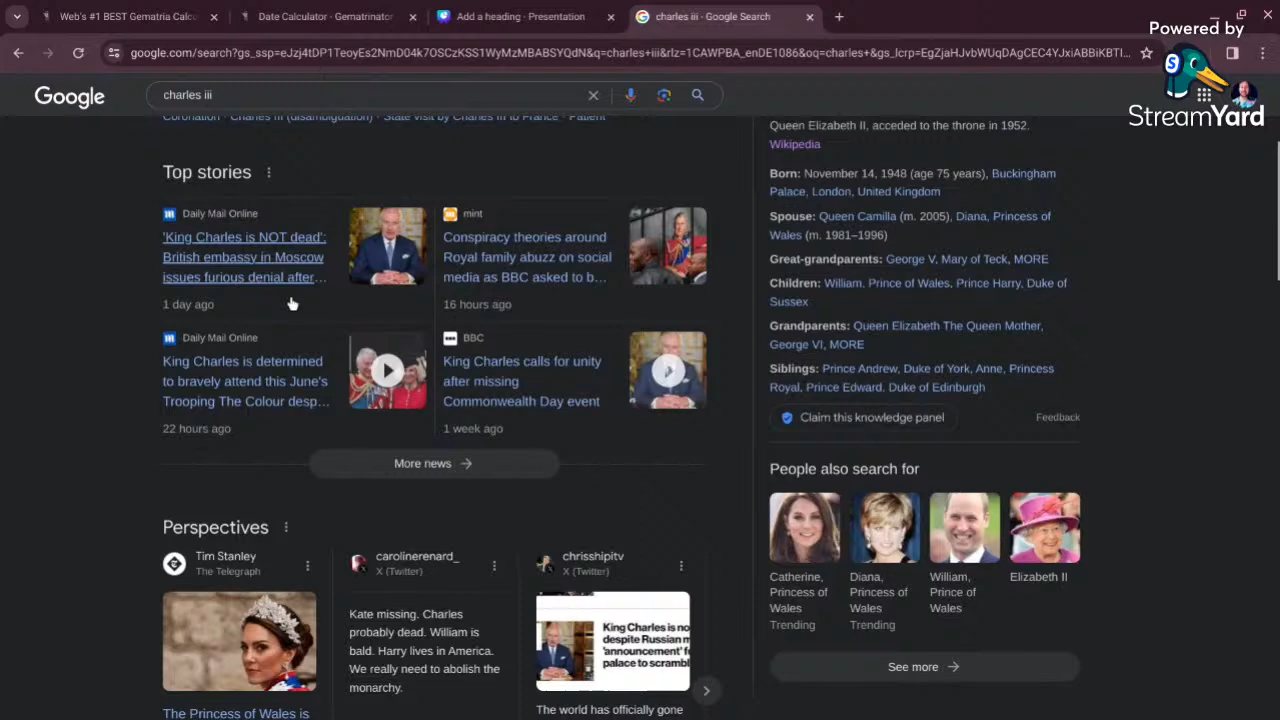 Web's #1 BEST Gematria Calcu
Date Calculator - Gematrinator
Add a heading - Presentation
charles iii - Google Search
Powered by
StreamYard
google.com/search?gs_ssp=eJzj4tDP1TeoyEs2NmD04k7OSCzKSS1WyMzMBABSYQdN&q=charles+iii&rlz=1CAWPBA_enDE1086&oq=charles+&gs_lcrp=EgZjaHJvbWUqDAgCEC4YJxiABBiKBTI...
Google
charles iii
Coronation · Charles III (disambiguation) · State visit by Charles III to France · Patient
Top stories
Daily Mail Online
'King Charles is NOT dead':
British embassy in Moscow
issues furious denial after...
1 day ago
mint
Conspiracy theories around
Royal family abuzz on social
media as BBC asked to b...
16 hours ago
Daily Mail Online
King Charles is determined
to bravely attend this June's
Trooping The Colour desp...
22 hours ago
BBC
King Charles calls for unity
after missing
Commonwealth Day event
1 week ago
More news
Perspectives
Tim Stanley
The Telegraph
The Princess of Wales is
carolinerenard_
X (Twitter)
Kate missing. Charles
probably dead. William is
bald. Harry lives in America.
We really need to abolish the
monarchy.
chrisshipitv
X (Twitter)
King Charles is no
despite Russian m
'announcement' f
palace to scrambl
The world has officially gone
Queen Elizabeth II, acceded to the throne in 1952.
Wikipedia
Born: November 14, 1948 (age 75 years), Buckingham
Palace, London, United Kingdom
Spouse: Queen Camilla (m. 2005), Diana, Princess of
Wales (m. 1981–1996)
Great-grandparents: George V, Mary of Teck, MORE
Children: William, Prince of Wales, Prince Harry, Duke of
Sussex
Grandparents: Queen Elizabeth The Queen Mother,
George VI, MORE
Siblings: Prince Andrew, Duke of York, Anne, Princess
Royal, Prince Edward, Duke of Edinburgh
Claim this knowledge panel
Feedback
People also search for
Catherine,
Princess of
Wales
Trending
Diana,
Princess of
Wales
Trending
William,
Prince of
Wales
Elizabeth II
See more